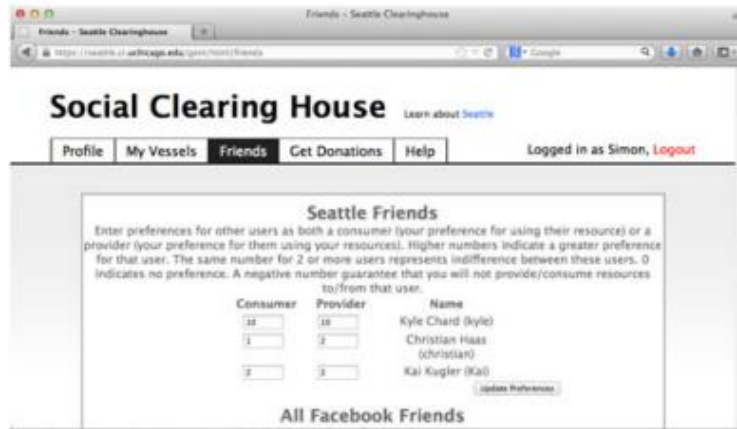 Friends - Seattle Clearinghouse
Friends - Seattle Clearinghouse
Google
Social Clearing House Learn about Seattle
Profile My Vessels Friends Get Donations Help Logged in as Simon, Logout
Seattle Friends
Enter preferences for other users as both a consumer (your preference for using their resource) or a
provider (your preference for them using your resources). Higher numbers indicate a greater preference
for that user. The same number for 2 or more users represents indifference between these users. 0
indicates no preference. A negative number guarantee that you will not provide/consume resources
to/from that user.
Consumer Provider Name
10 10 Kyle Chard (kyle)
1 2 Christian Haas
(christian)
2 Kai Kugler (Kai)
Update Preferences
All Facebook Friends